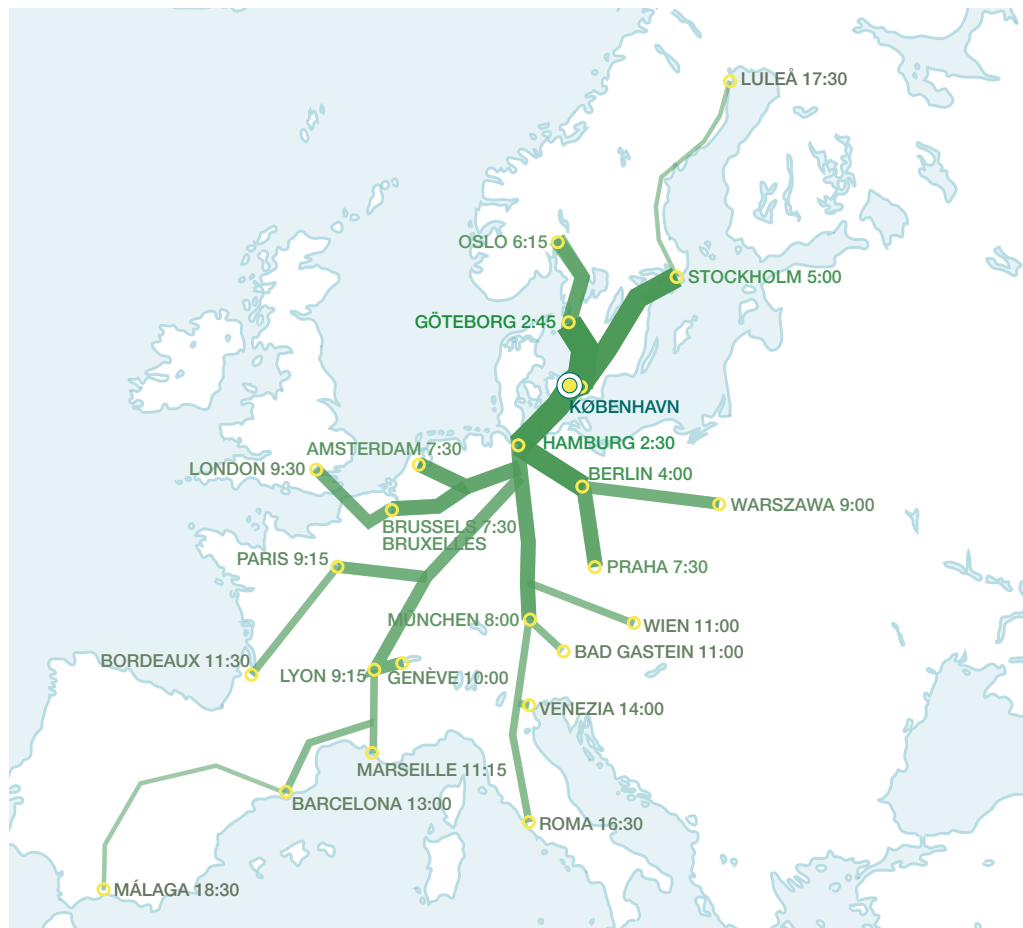 LULEÅ 17:30
OSLO 6:15
STOCKHOLM 5:00
GÖTEBORG 2:45
KØBENHAVN
HAMBURG 2:30
AMSTERDAM 7:30
LONDON 9:30
BERLIN 4:00
WARSZAWA 9:00
BRUSSELS 7:30
BRUXELLES
PARIS 9:15
PRAHA 7:30
MÜNCHEN 8:00
WIEN 11:00
BAD GASTEIN 11:00
BORDEAUX 11:30
LYON 9:15
GENÈVE 10:00
VENEZIA 14:00
MARSEILLE 11:15
BARCELONA 13:00
ROMA 16:30
MÁLAGA 18:30